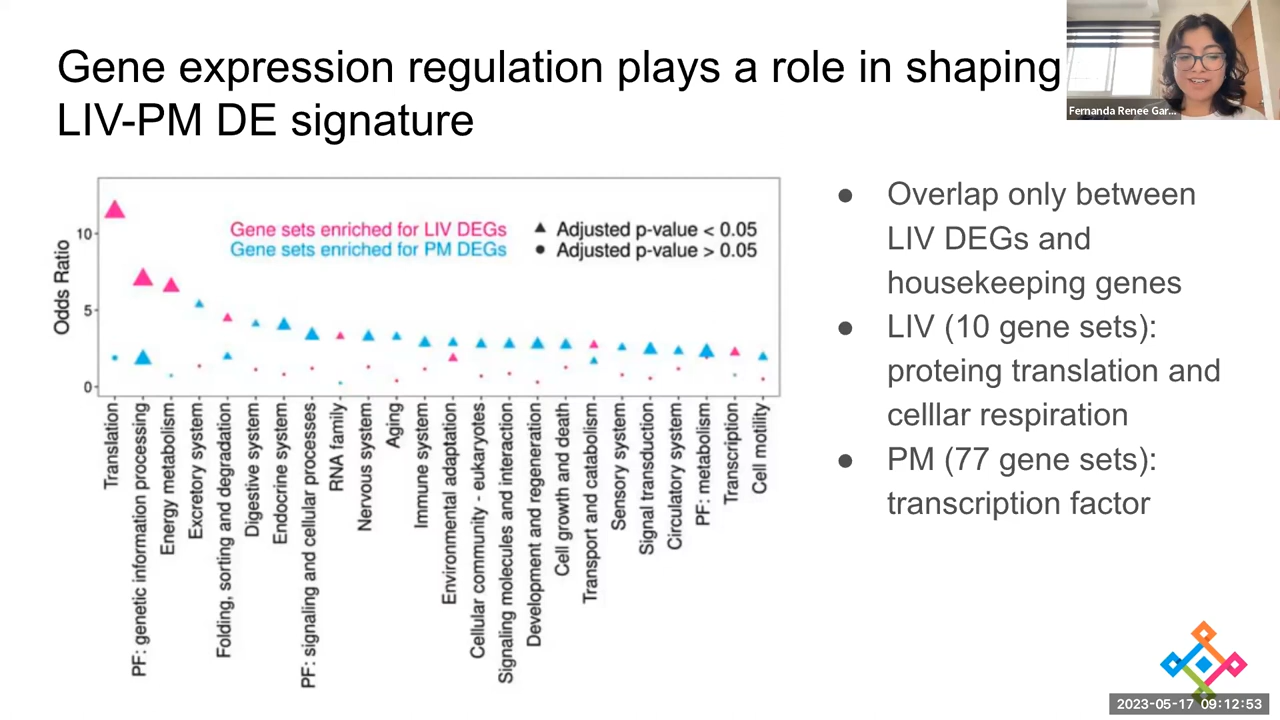 Gene expression regulation plays a role in shaping
LIV-PM DE signature
Fernanda Renee Gar...
Gene sets enriched for LIV DEGs
Gene sets enriched for PM DEGs
▲ Adjusted p-value < 0.05
● Adjusted p-value > 0.05
Odds Ratio
10
5
0
Translation
PF: genetic information processing
Energy metabolism
Excretory system
Folding, sorting and degradation
Digestive system
Endocrine system
PF: signaling and cellular processes
RNA family
Nervous system
Aging
Immune system
Environmental adaptation
Cellular community - eukaryotes
Signaling molecules and interaction
Development and regeneration
Cell growth and death
Transport and catabolism
Sensory system
Signal transduction
Circulatory system
PF: metabolism
Transcription
Cell motility
● Overlap only between
LIV DEGs and
housekeeping genes
● LIV (10 gene sets):
proteing translation and
celllar respiration
● PM (77 gene sets):
transcription factor
2023-05-17 09:12:53